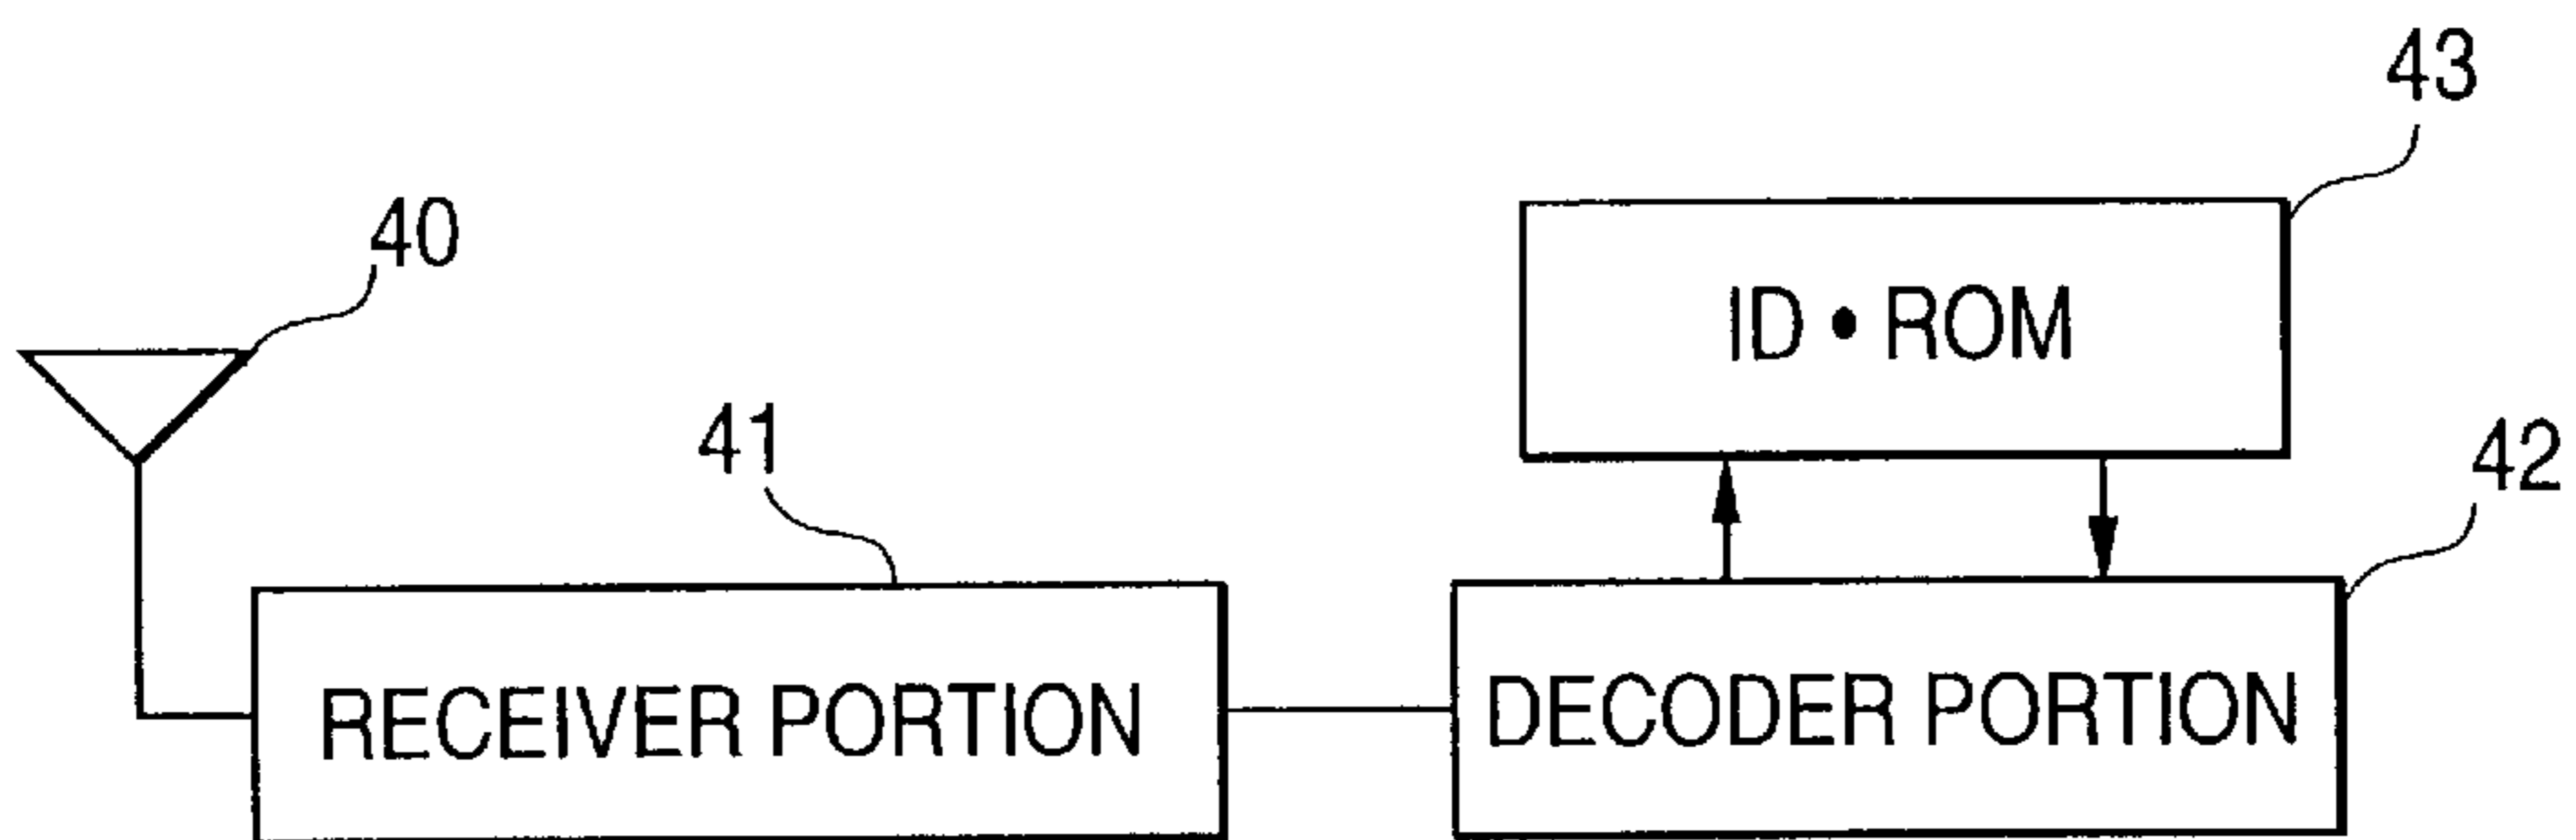 43
40
ID • ROM
41
42
RECEIVER PORTION
DECODER PORTION